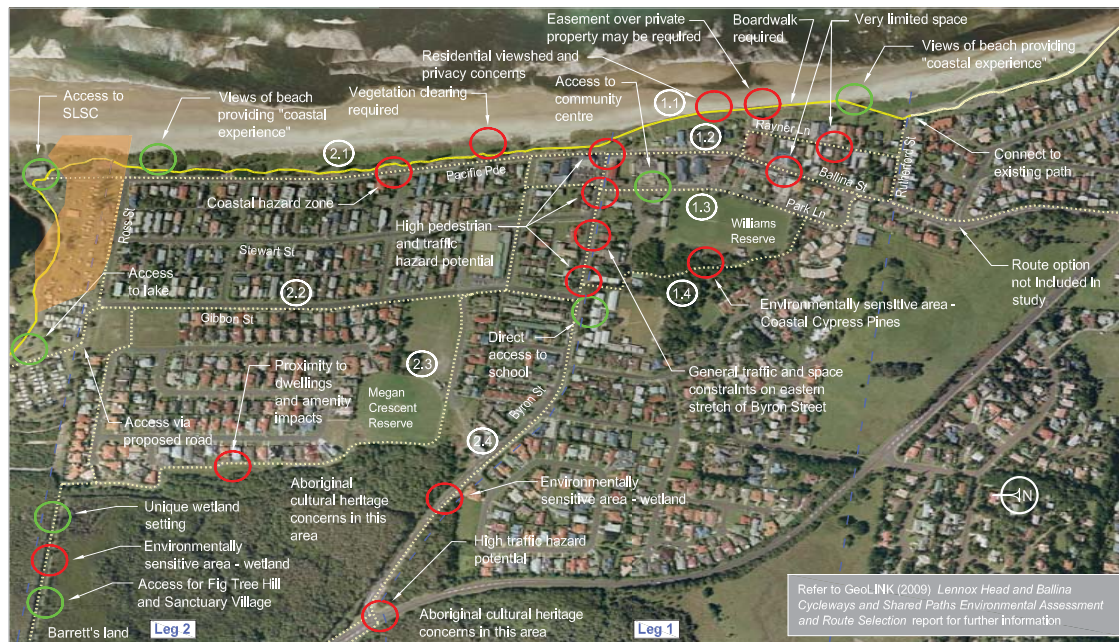 Easement over private
property may be required
Boardwalk
required
Very limited space
Residential viewshed and
privacy concerns
Views of beach providing
"coastal experience"
Access to
SLSC
Views of beach
providing
"coastal experience"
Vegetation clearing
required
Access to
community
centre
1.1
1.2
2.1
Rayner Ln
Rutherford St
Pacific Pde
Connect to
existing path
Ballina St
Coastal hazard zone
Park Ln
1.3
Ross St
High pedestrian
and traffic
hazard potential
Williams
Reserve
Stewart St
Access
to lake
Route option
not included in
study
2.2
1.4
Environmentally sensitive area -
Coastal Cypress Pines
Gibbon St
Direct
access to
school
2.3
Proximity to
dwellings
and amenity
impacts
General traffic and space
constraints on eastern
stretch of Byron Street
Megan
Crescent
Reserve
Byron St
Access via
proposed road
2.4
Aboriginal
cultural heritage
concerns in this
area
Environmentally
sensitive area - wetland
N
Unique wetland
setting
Environmentally
sensitive area - wetland
High traffic hazard
potential
Access for Fig Tree Hill
and Sanctuary Village
Refer to GeoLINK (2009) Lennox Head and Ballina
Cycleways and Shared Paths Environmental Assessment
and Route Selection report for further information
Aboriginal cultural heritage
concerns in this area
Barrett's land
Leg 2
Leg 1